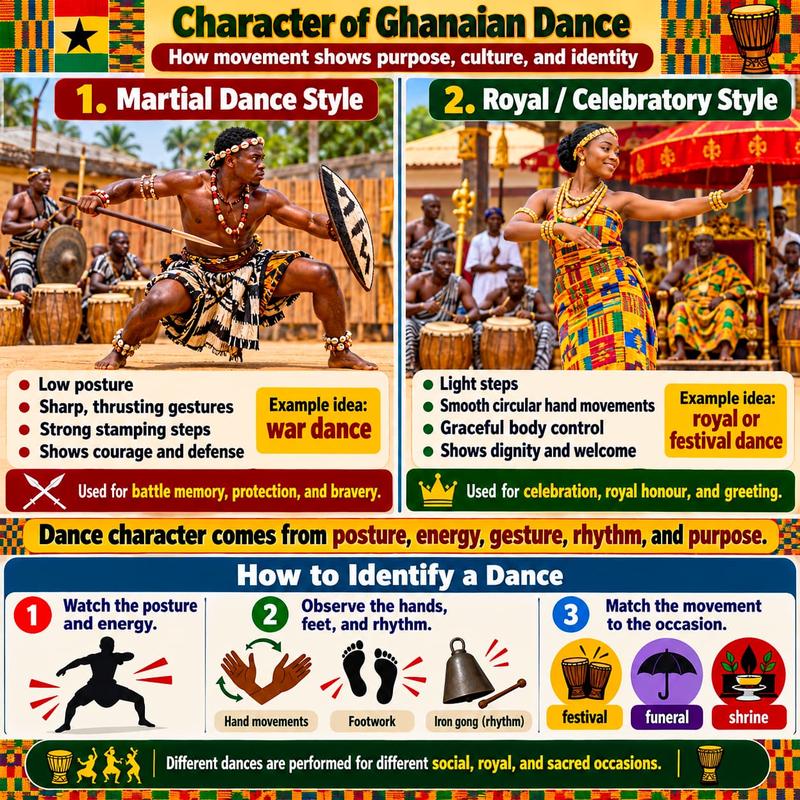 Character of Ghanaian Dance
How movement shows purpose, culture, and identity
1. Martial Dance Style
Low posture
Sharp, thrusting gestures
Strong stamping steps
Shows courage and defense
Example idea:
war dance
Used for battle memory, protection, and bravery.
2. Royal / Celebratory Style
Light steps
Smooth circular hand movements
Graceful body control
Shows dignity and welcome
Example idea:
royal or
festival dance
Used for celebration, royal honour, and greeting.
Dance character comes from posture, energy, gesture, rhythm, and purpose.
How to Identify a Dance
1 Watch the posture
and energy.
2 Observe the hands,
feet, and rhythm.
Hand movements
Footwork
Iron gong (rhythm)
3 Match the movement
to the occasion.
festival
funeral
shrine
Different dances are performed for different social, royal, and sacred occasions.